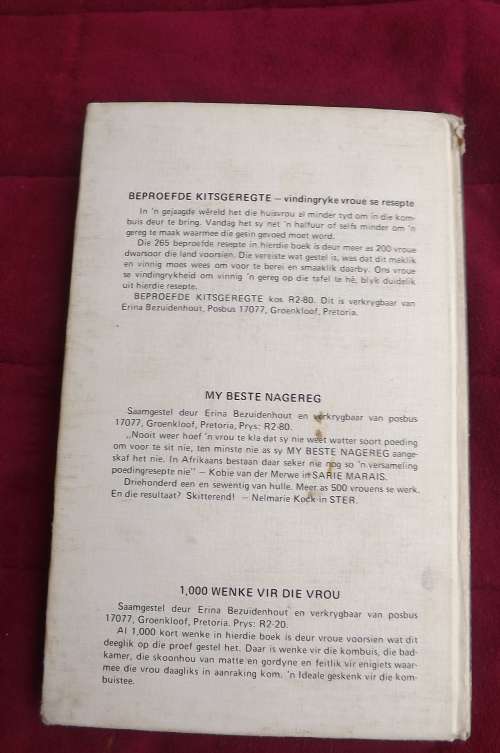 BEPROEFDE KITSGEREGTE – vindingryke vroue se resepte
In 'n gejaagde wêreld het die huisvrou al minder tyd om in die kom-
buis deur te bring. Vandag het sy net 'n halfuur of selfs minder om 'n
gereg te maak waarmee die gesin gevoed moet word.
Die 265 beproefde resepte in hierdie boek is deur meer as 200 vroue
dwarsoor die land voorsien. Die vereiste wat gestel is, was dat dit maklik
en vinnig moes wees om voor te berei en smaaklik daarby. Ons vroue
se vindingrykheid om vinnig 'n gereg op die tafel te hê, blyk duidelik
uit hierdie resepte.
BEPROEFDE KITSGEREGTE kos R2-80. Dit is verkrygbaar van
Erina Bezuidenhout, Posbus 17077, Groenkloof, Pretoria.
MY BESTE NAGEREG
Saamgestel deur Erina Bezuidenhout en verkrygbaar van posbus
17077, Groenkloof, Pretoria, Prys: R2-80.
„Nooit weer hoef 'n vrou te kla dat sy nie weet watter soort poeding
om voor te sit nie, ten minste nie as sy MY BESTE NAGEREG aange-
skaf het nie. In Afrikaans bestaan daar seker nie nog so 'n versameling
poedingresepte nie" – Kobie van der Merwe in SARIE MARAIS.
Driehonderd een en sewentig van hulle. Meer as 500 vrouens se werk.
En die resultaat? Skitterend! – Nelmarie Kock in STER.
1,000 WENKE VIR DIE VROU
Saamgestel deur Erina Bezuidenhout en verkrygbaar van posbus
17077, Groenkloof, Pretoria. Prys: R2-20.
Al 1,000 kort wenke in hierdie boek is deur vroue voorsien wat dit
deeglik op die proef gestel het. Daar is wenke vir die kombuis, die bad-
kamer, die skoonhou van matte en gordyne en feitlik vir enigiets waar-
mee die vrou daagliks in aanraking kom. 'n Ideale geskenk vir die kom-
buistee.